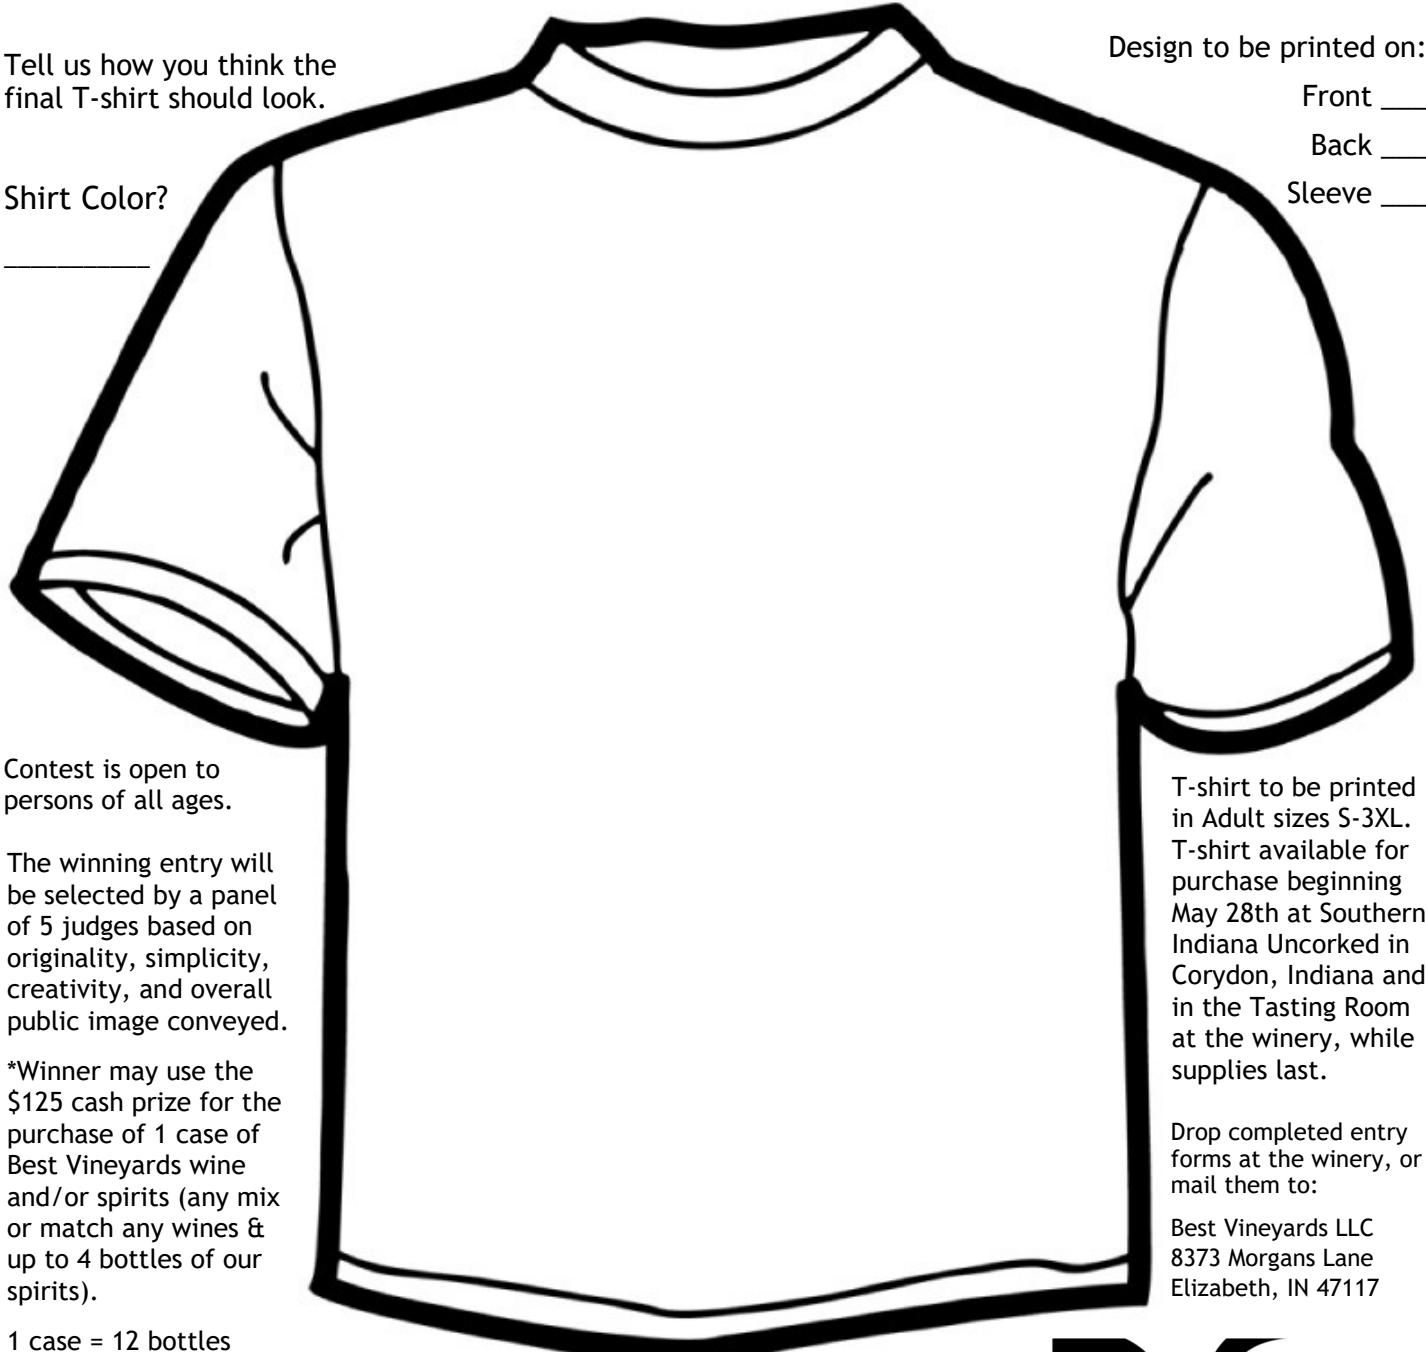 Tell us how you think the
final T-shirt should look.
Shirt Color?
___________
Design to be printed on:
Front ___
Back ___
Sleeve ___
Contest is open to
persons of all ages.
The winning entry will
be selected by a panel
of 5 judges based on
originality, simplicity,
creativity, and overall
public image conveyed.
*Winner may use the
$125 cash prize for the
purchase of 1 case of
Best Vineyards wine
and/or spirits (any mix
or match any wines &
up to 4 bottles of our
spirits).
1 case = 12 bottles
T-shirt to be printed
in Adult sizes S-3XL.
T-shirt available for
purchase beginning
May 28th at Southern
Indiana Uncorked in
Corydon, Indiana and
in the Tasting Room
at the winery, while
supplies last.
Drop completed entry
forms at the winery, or
mail them to:
Best Vineyards LLC
8373 Morgans Lane
Elizabeth, IN 47117